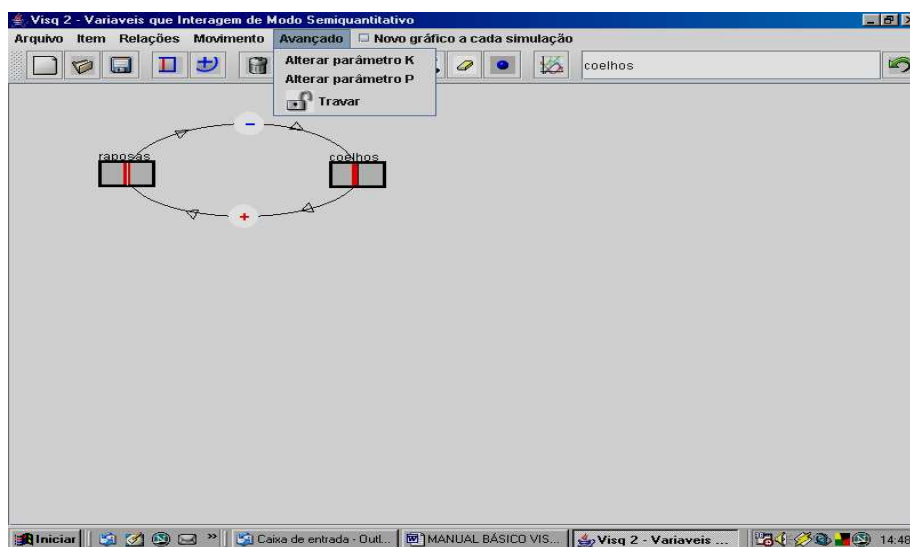 Visq 2 - Variaveis que Interagem de Modo Semiquantitativo
Arquivo Item Relações Movimento Avançado Novo gráfico a cada simulação
coelhos
Alterar parâmetro K
Alterar parâmetro P
Travar
−
raposas coelhos
+
Iniciar » Caixa de entrada - Outl... MANUAL BÁSICO VIS... Visq 2 - Variaveis ... 14:48